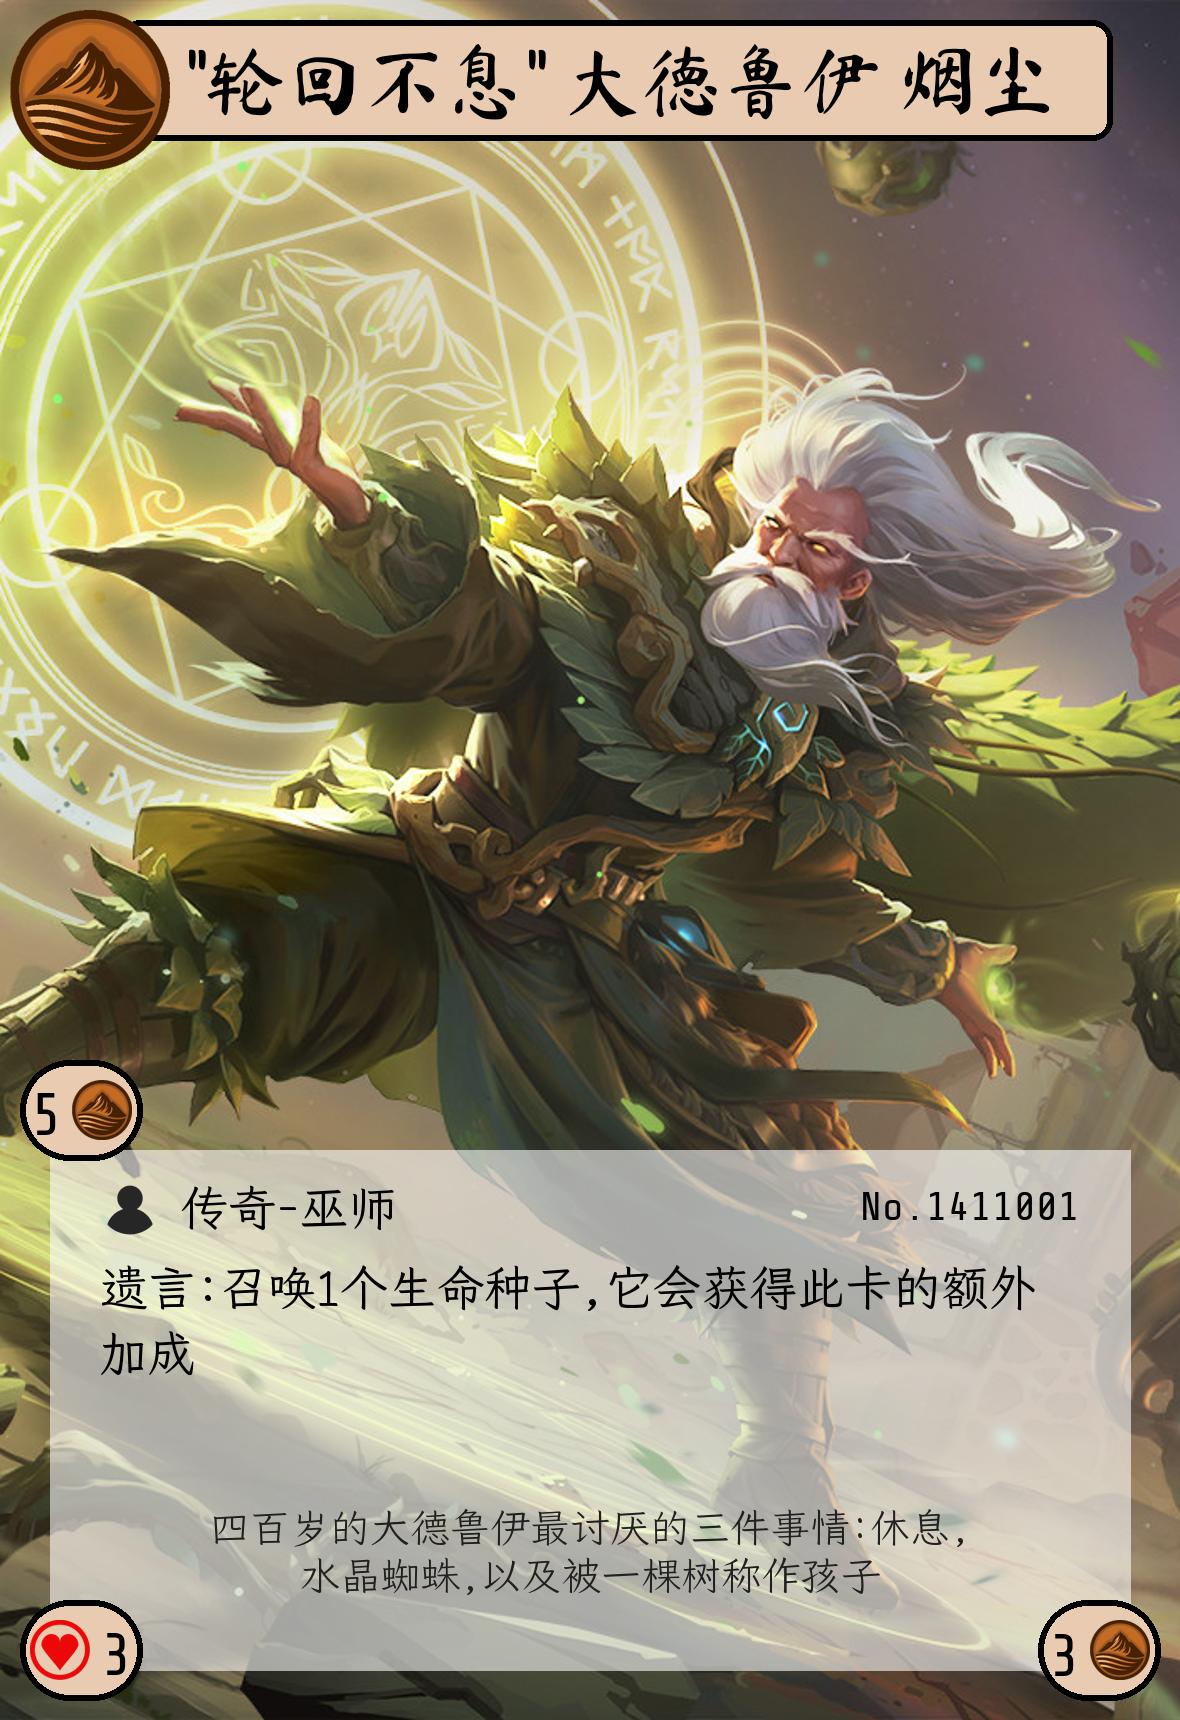 "轮回不息" 大德鲁伊 烟尘
5
传奇-巫师
No.1411001
遗言:召唤1个生命种子,它会获得此卡的额外
加成
四百岁的大德鲁伊最讨厌的三件事情:休息,
水晶蜘蛛,以及被一棵树称作孩子
3
3